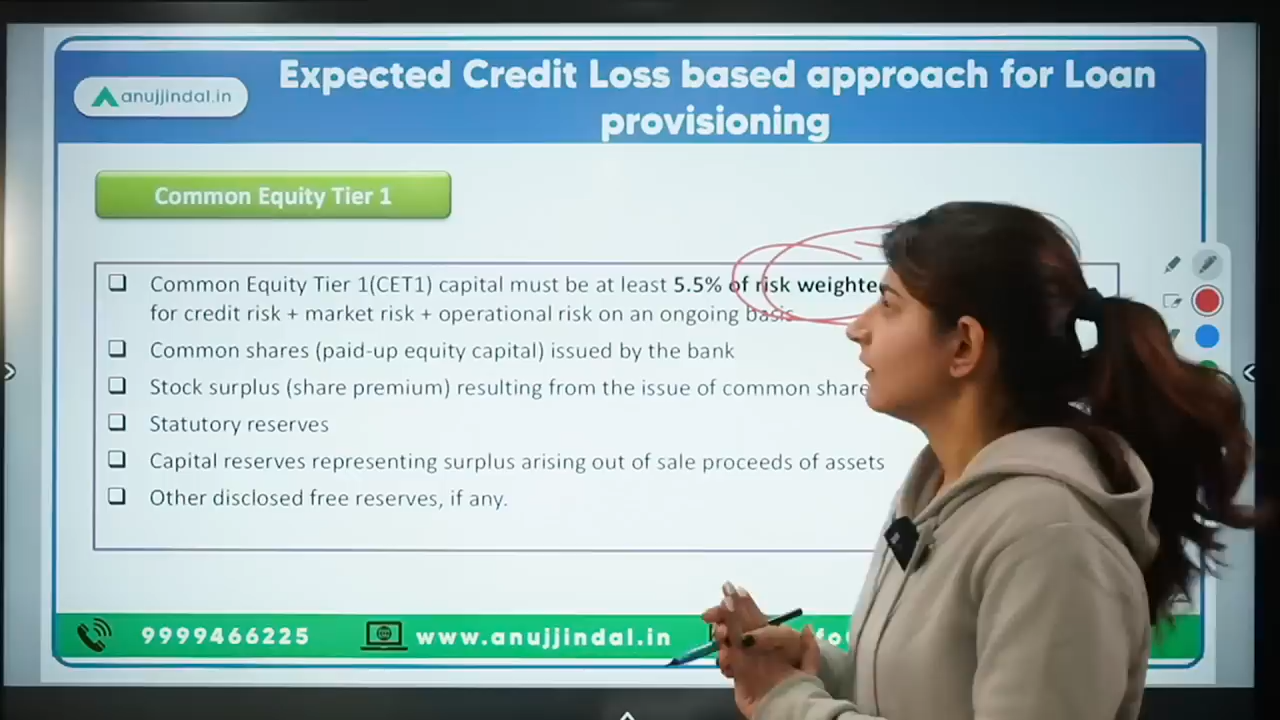 anujjindal.in
Expected Credit Loss based approach for Loan
provisioning
Common Equity Tier 1
❑ Common Equity Tier 1(CET1) capital must be at least 5.5% of risk
for credit risk + market risk + operational risk on an ongoing basis
❑ Common shares (paid-up equity capital) issued by the bank
❑ Stock surplus (share premium) resulting from the issue of common
❑ Statutory reserves
❑ Capital reserves representing surplus arising out of sale proceeds of assets
❑ Other disclosed free reserves, if any.
9999466225 www.anujjindal.in